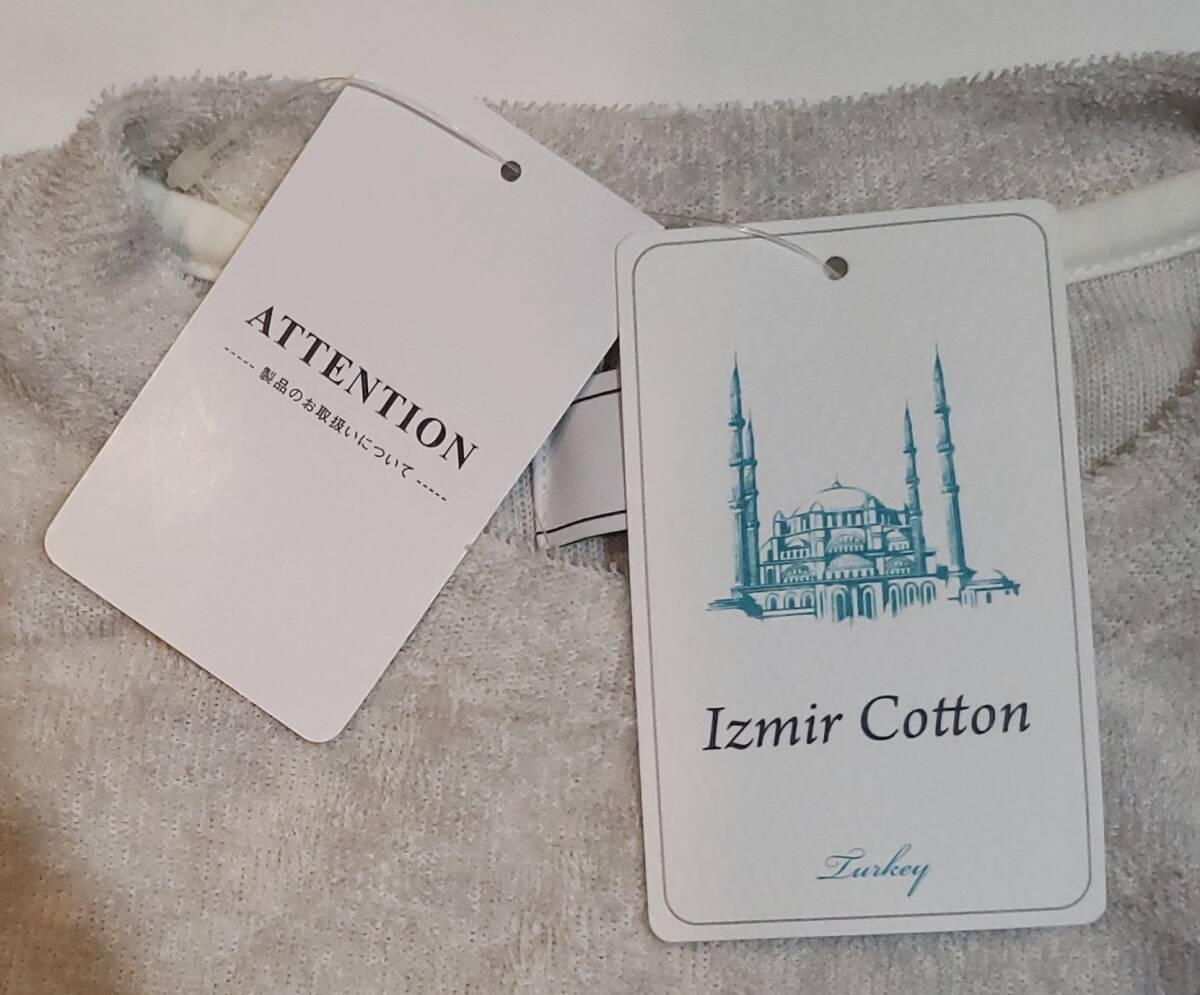 ATTENTION
----- 製品のお取扱いについて -----
Izmir Cotton
Turkey